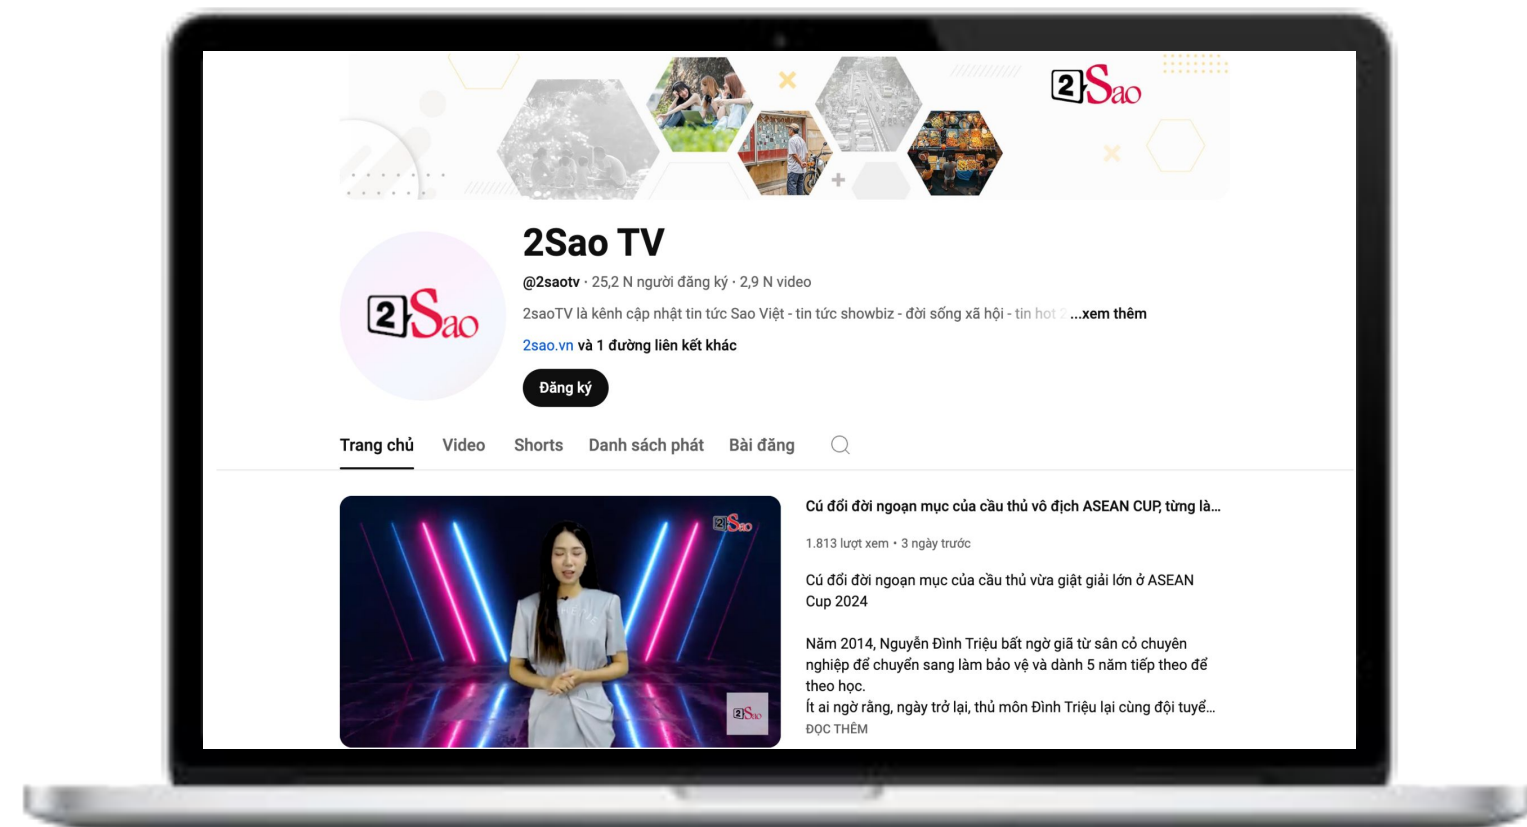 2Sao
2Sao TV
@2saotv · 25,2 N người đăng ký · 2,9 N video
2saoTV là kênh cập nhật tin tức Sao Việt - tin tức showbiz - đời sống xã hội - tin hot 2 ...xem thêm
2Sao
2sao.vn và 1 đường liên kết khác
Đăng ký
Trang chủ Video Shorts Danh sách phát Bài đăng
2Sao
Cú đổi đời ngoạn mục của cầu thủ vô địch ASEAN CUP, từng là...
1.813 lượt xem • 3 ngày trước
Cú đổi đời ngoạn mục của cầu thủ vừa giật giải lớn ở ASEAN
Cup 2024
Năm 2014, Nguyễn Đình Triệu bất ngờ giã từ sân cỏ chuyên
nghiệp để chuyển sang làm bảo vệ và dành 5 năm tiếp theo để
theo học.
Ít ai ngờ rằng, ngày trở lại, thủ môn Đình Triệu lại cùng đội tuyể...
ĐỌC THÊM
2Sao